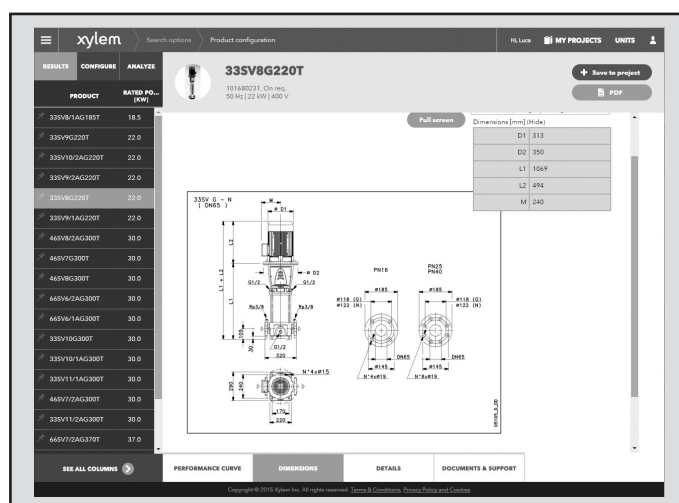 xylem
Search options
Product configuration
Hi, Luca
MY PROJECTS
UNITS
RESULTS
CONFIGURE
ANALYZE
33SV8G220T
101680231, On req.
50 Hz | 22 kW | 400 V
+ Save to project
PDF
PRODUCT
RATED PO...
[KW]
33SV8/1AG185T 18.5
33SV9G220T 22.0
33SV10/2AG220T 22.0
33SV9/2AG220T 22.0
33SV8G220T 22.0
33SV9/1AG220T 22.0
46SV8/2AG300T 30.0
46SV7G300T 30.0
46SV8G300T 30.0
66SV6/2AG300T 30.0
66SV6/1AG300T 30.0
33SV10G300T 30.0
33SV10/1AG300T 30.0
33SV11/1AG300T 30.0
46SV7/2AG300T 30.0
33SV11/2AG300T 30.0
66SV7/2AG370T 37.0
SEE ALL COLUMNS
Full screen
Dimensions [mm] (Hide)
D1 313
D2 350
L1 1069
L2 494
M 240
33SV G - N
( DN65 )
M
ø D1
L2
L1 + L2
L1
ø D2
G1/2
G1/2
Rp3/8
Rp3/8
105
30
G1/2
320
N°4xø15
290
240
170
220
PN16
ø185
ø118 (G)
ø122 (N)
DN65
ø145
N°4xø19
PN25
PN40
ø185
ø118 (G)
ø122 (N)
DN65
ø145
N°8xø19
05105_D_DD
PERFORMANCE CURVE
DIMENSIONS
DETAILS
DOCUMENTS & SUPPORT
Copyright © 2015 Xylem Inc. All rights reserved. Terms & Conditions, Privacy Policy and Cookies